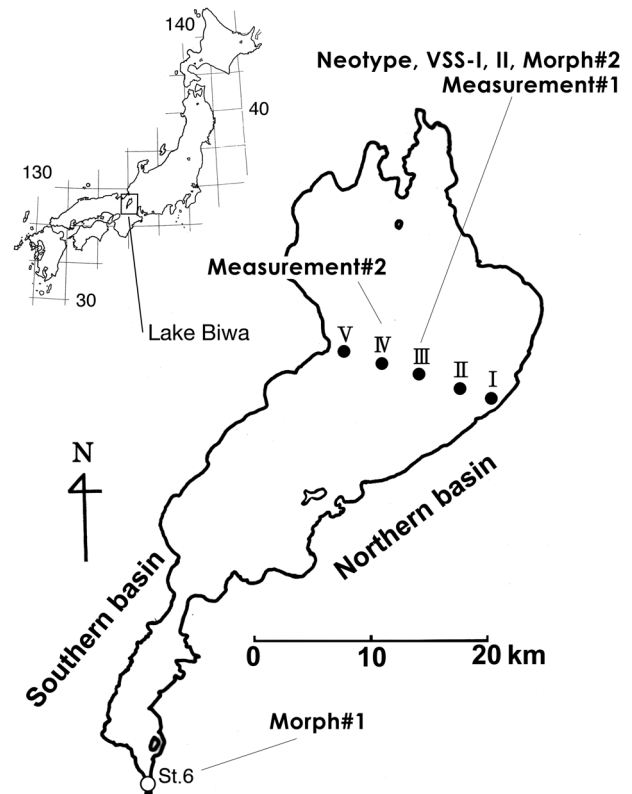 140
Neotype, VSS-I, II, Morph#2
Measurement#1
40
130
Measurement#2
30
Lake Biwa
V
IV
III
II
I
N
Northern basin
Southern basin
0 10 20 km
Morph#1
St.6